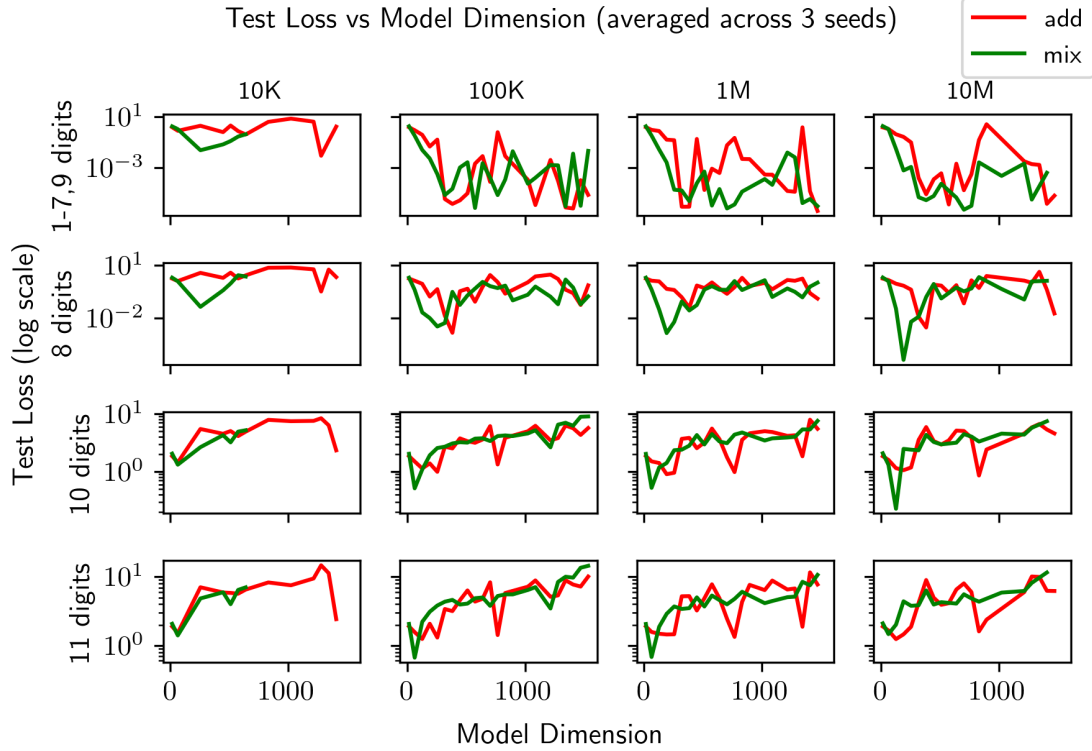 Test Loss vs Model Dimension (averaged across 3 seeds)
add
mix
10K
100K
1M
10M
Test Loss (log scale)
1-7,9 digits
10^1
10^-3
8 digits
10^1
10^-2
10 digits
10^1
10^0
11 digits
10^1
10^0
0 1000
0 1000
0 1000
0 1000
Model Dimension